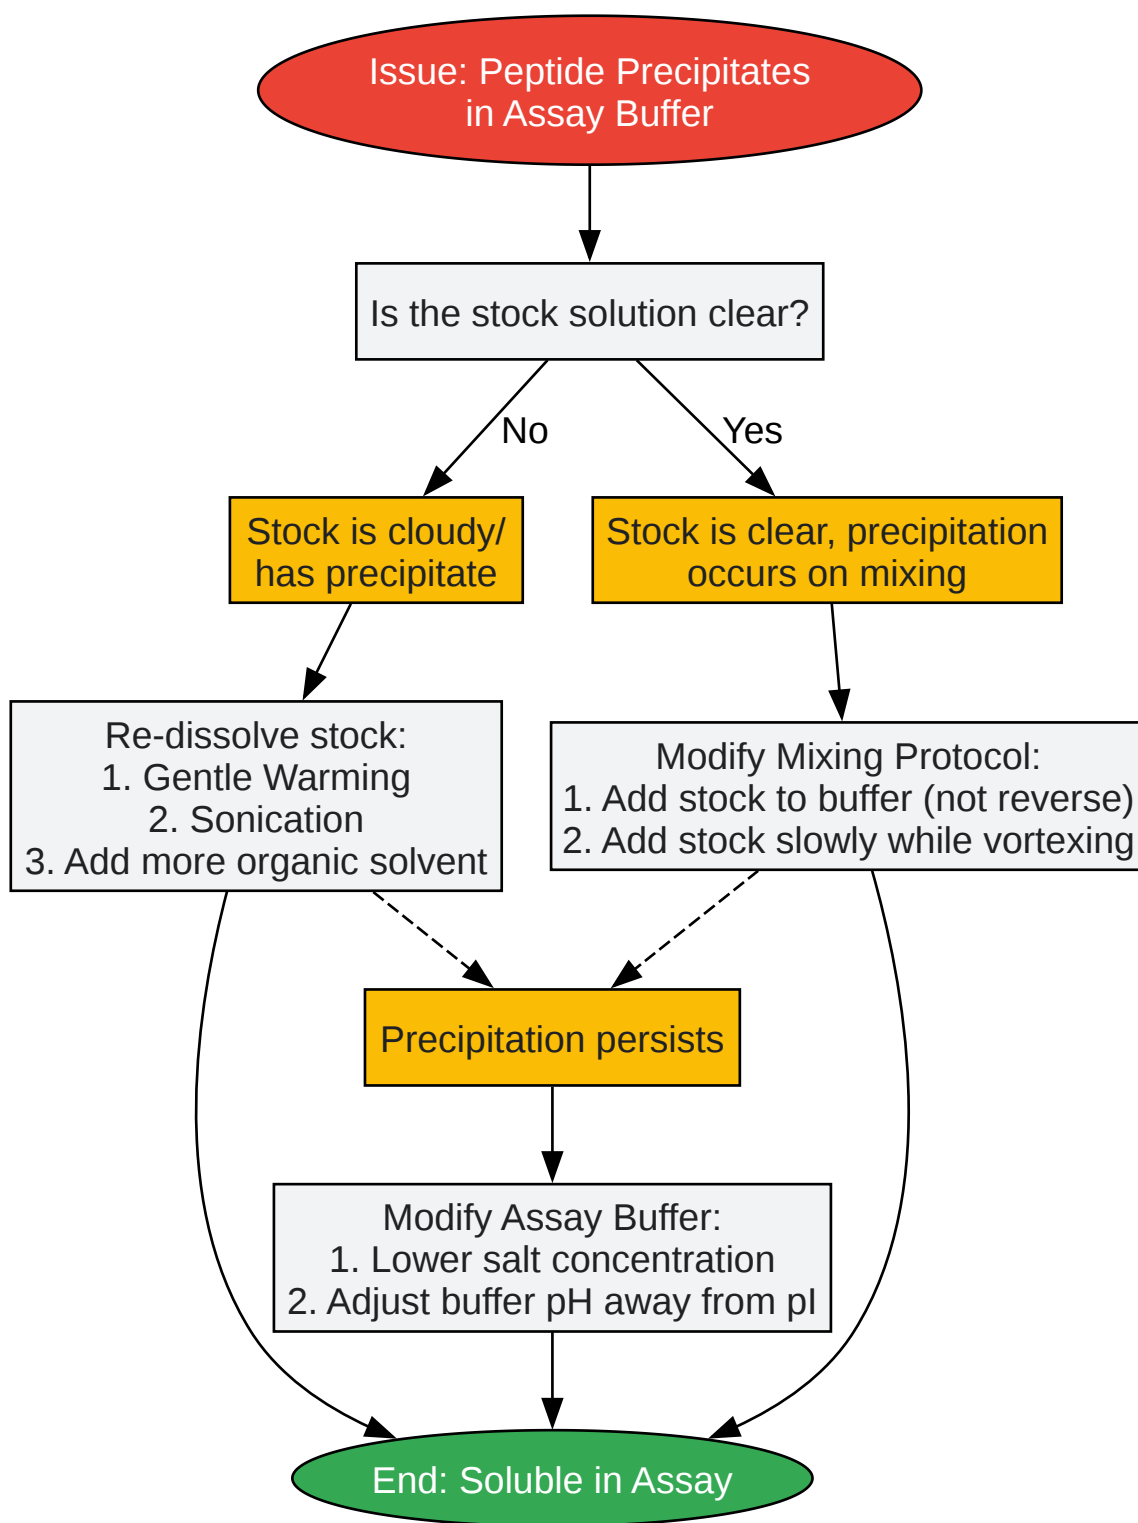 Issue: Peptide Precipitates
in Assay Buffer
Is the stock solution clear?
No
Yes
Stock is cloudy/
has precipitate
Stock is clear, precipitation
occurs on mixing
Re-dissolve stock:
1. Gentle Warming
2. Sonication
3. Add more organic solvent
Modify Mixing Protocol:
1. Add stock to buffer (not reverse)
2. Add stock slowly while vortexing
Precipitation persists
Modify Assay Buffer:
1. Lower salt concentration
2. Adjust buffer pH away from pI
End: Soluble in Assay